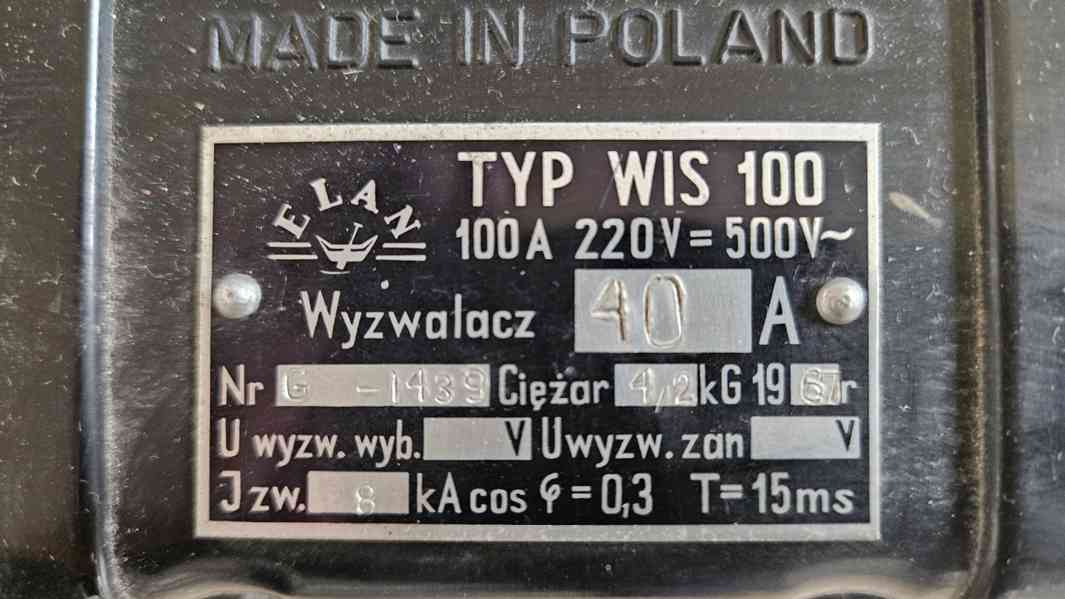 MADE IN POLAND
ELAN
TYP WIS 100
100A 220V= 500V~
Wyzwalacz 40 A
Nr G -1439 Ciężar 4,2 kG 1967r
U wyzw. wyb. V U wyzw. zan V
J zw. 8 kA cos φ = 0,3 T= 15ms